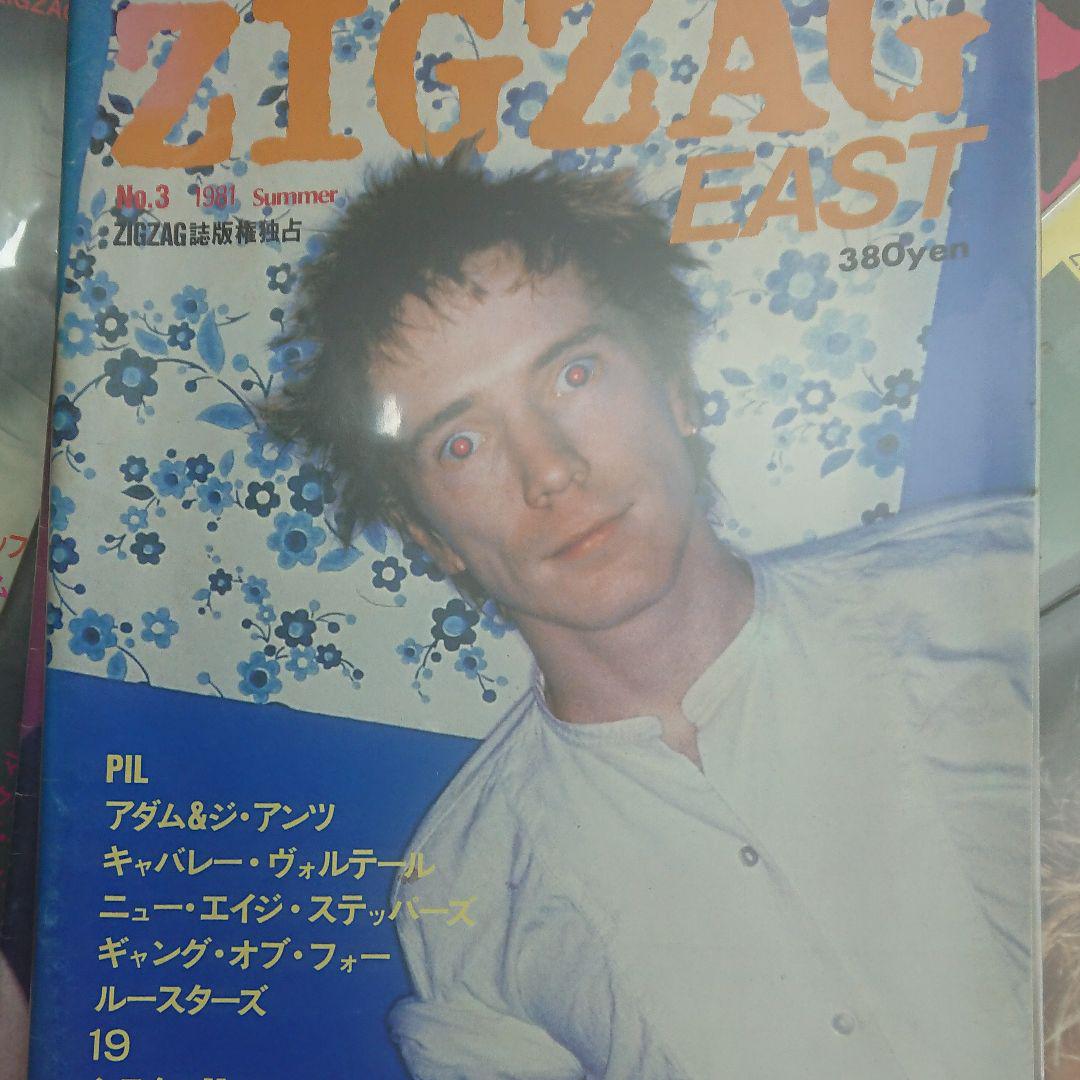 ZIGZAG
EAST
No.3 1981 Summer
ZIGZAG誌版権独占
380yen
PIL
アダム&ジ・アンツ
キャバレー・ヴォルテール
ニュー・エイジ・ステッパーズ
ギャング・オブ・フォー
ルースターズ
19